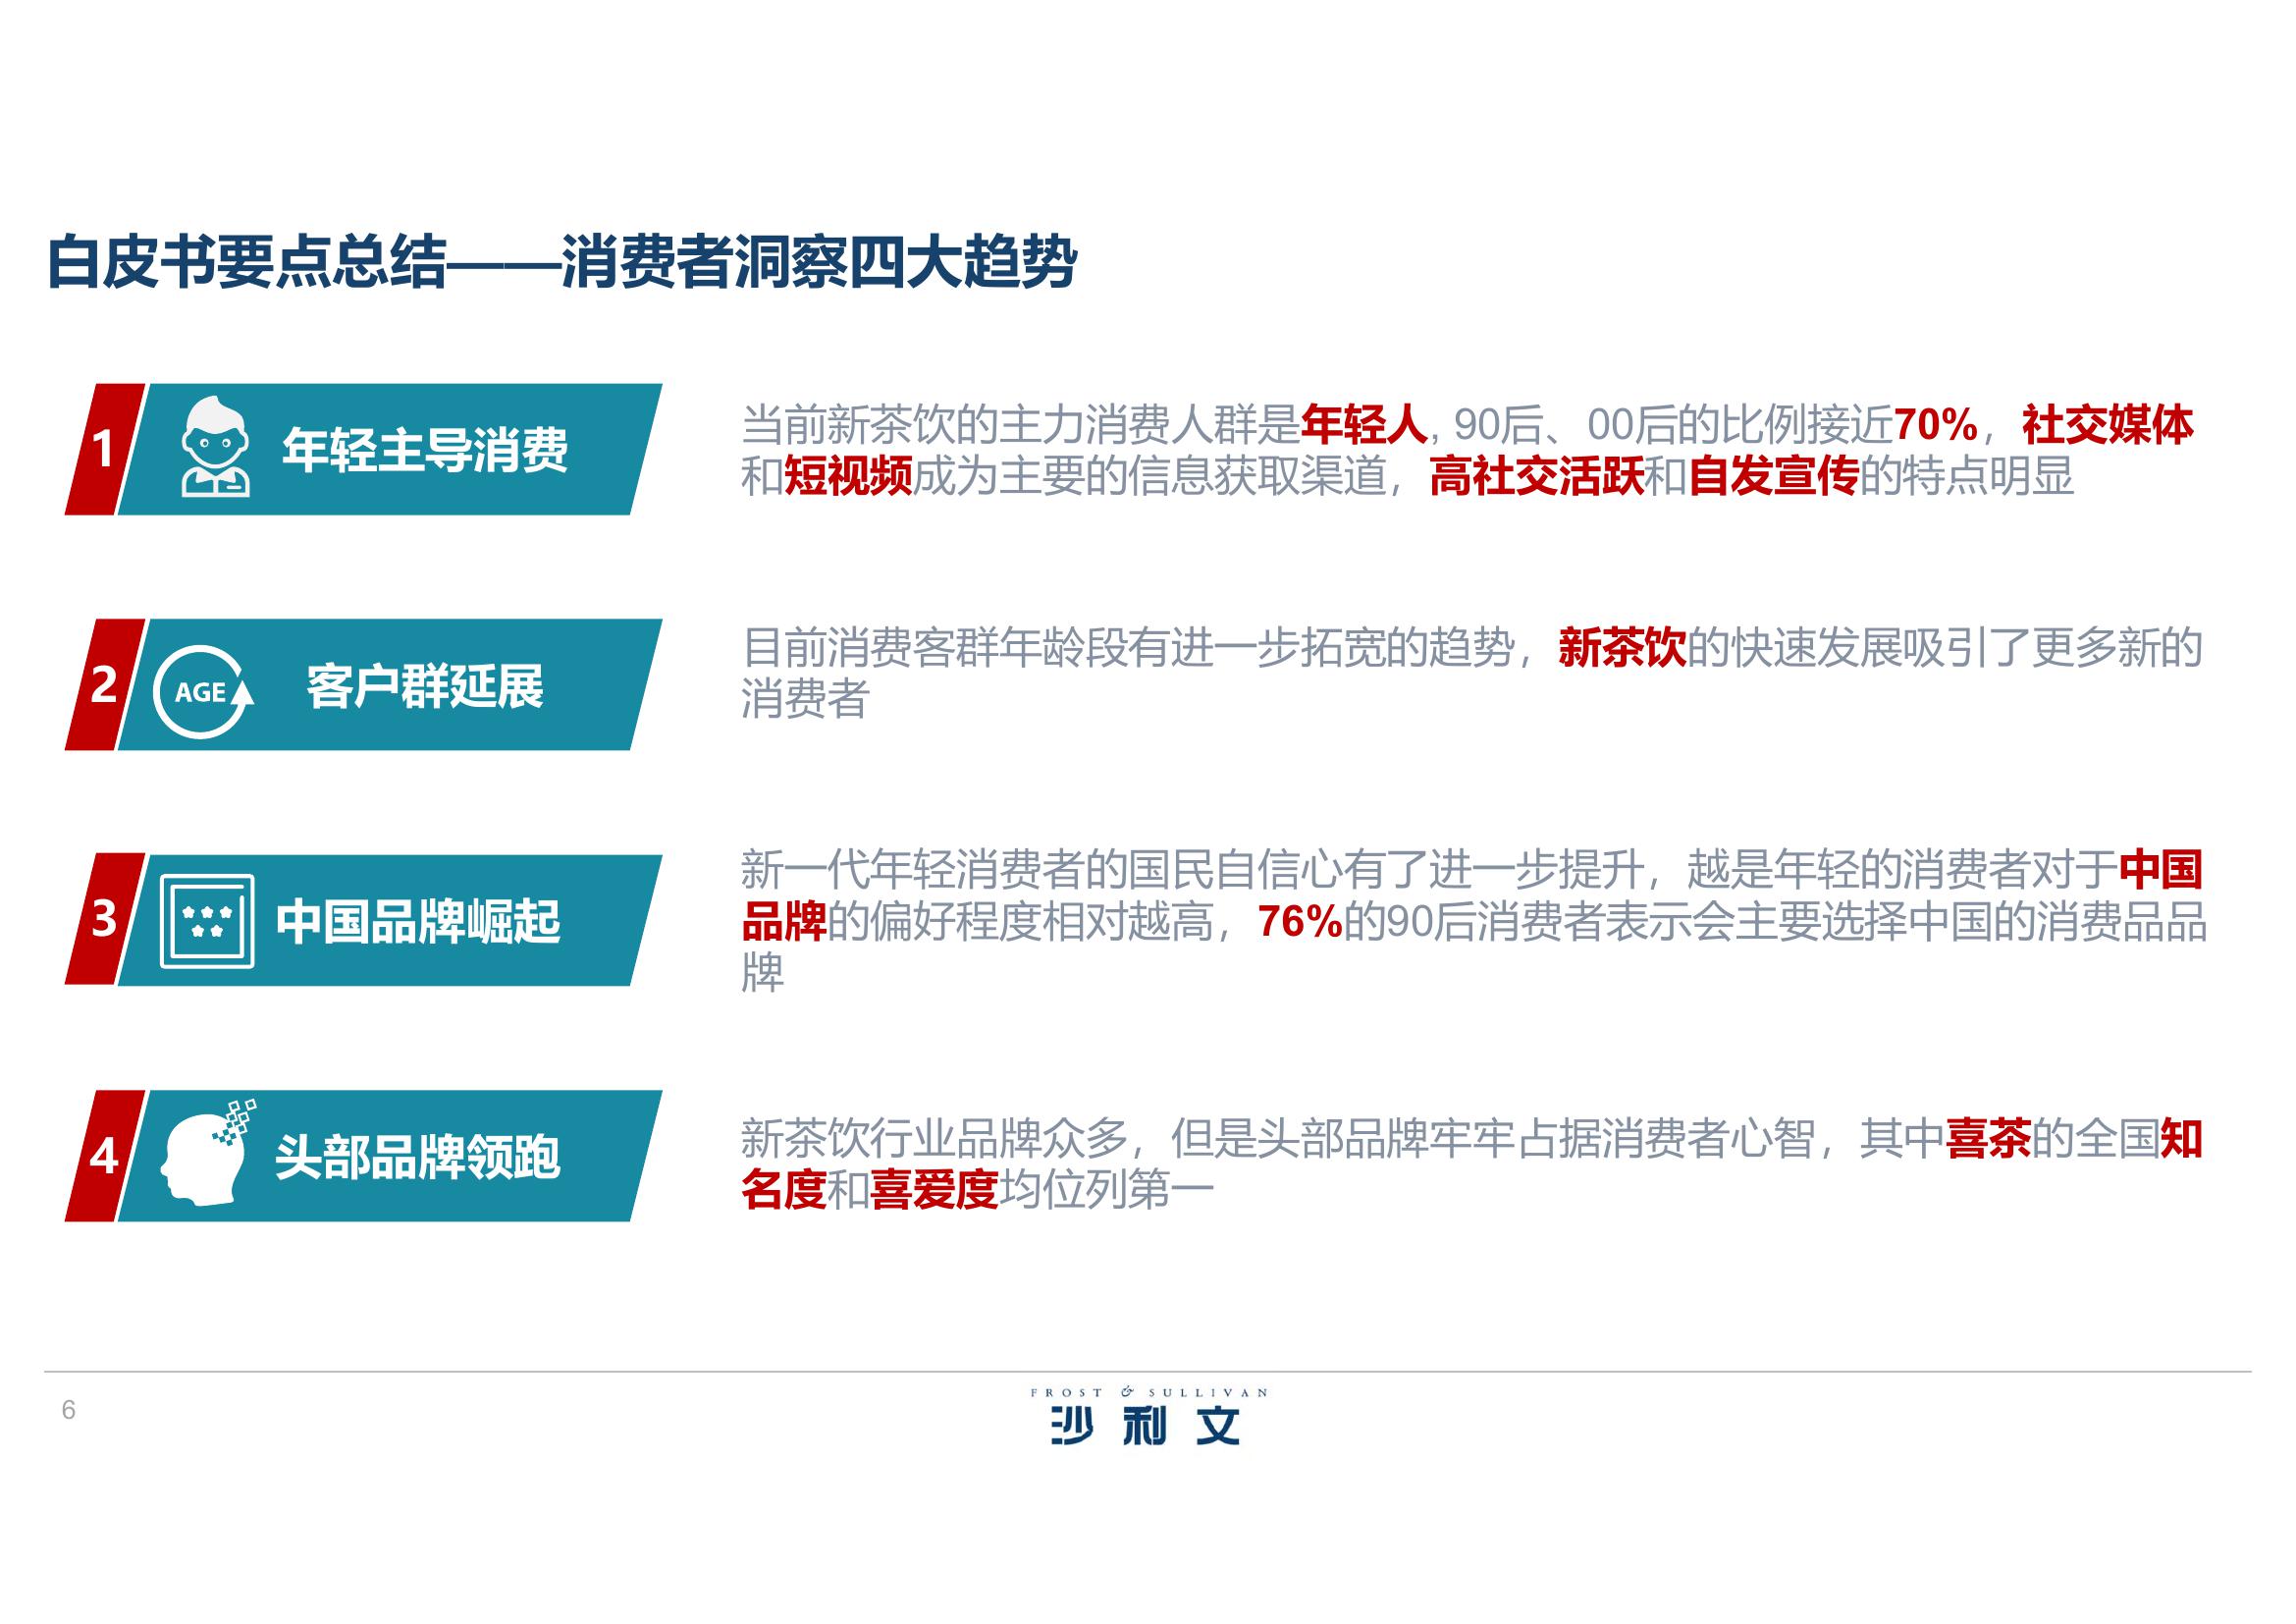 白皮书要点总结——消费者洞察四大趋势
1
年轻主导消费
当前新茶饮的主力消费人群是年轻人, 90后、00后的比例接近70%，社交媒体
和短视频成为主要的信息获取渠道，高社交活跃和自发宣传的特点明显
2
AGE
客户群延展
目前消费客群年龄段有进一步拓宽的趋势，新茶饮的快速发展吸引了更多新的
消费者
3
中国品牌崛起
新一代年轻消费者的国民自信心有了进一步提升，越是年轻的消费者对于中国
品牌的偏好程度相对越高，76%的90后消费者表示会主要选择中国的消费品品
牌
4
头部品牌领跑
新茶饮行业品牌众多，但是头部品牌牢牢占据消费者心智，其中喜茶的全国知
名度和喜爱度均位列第一
6
FROST & SULLIVAN
沙利文